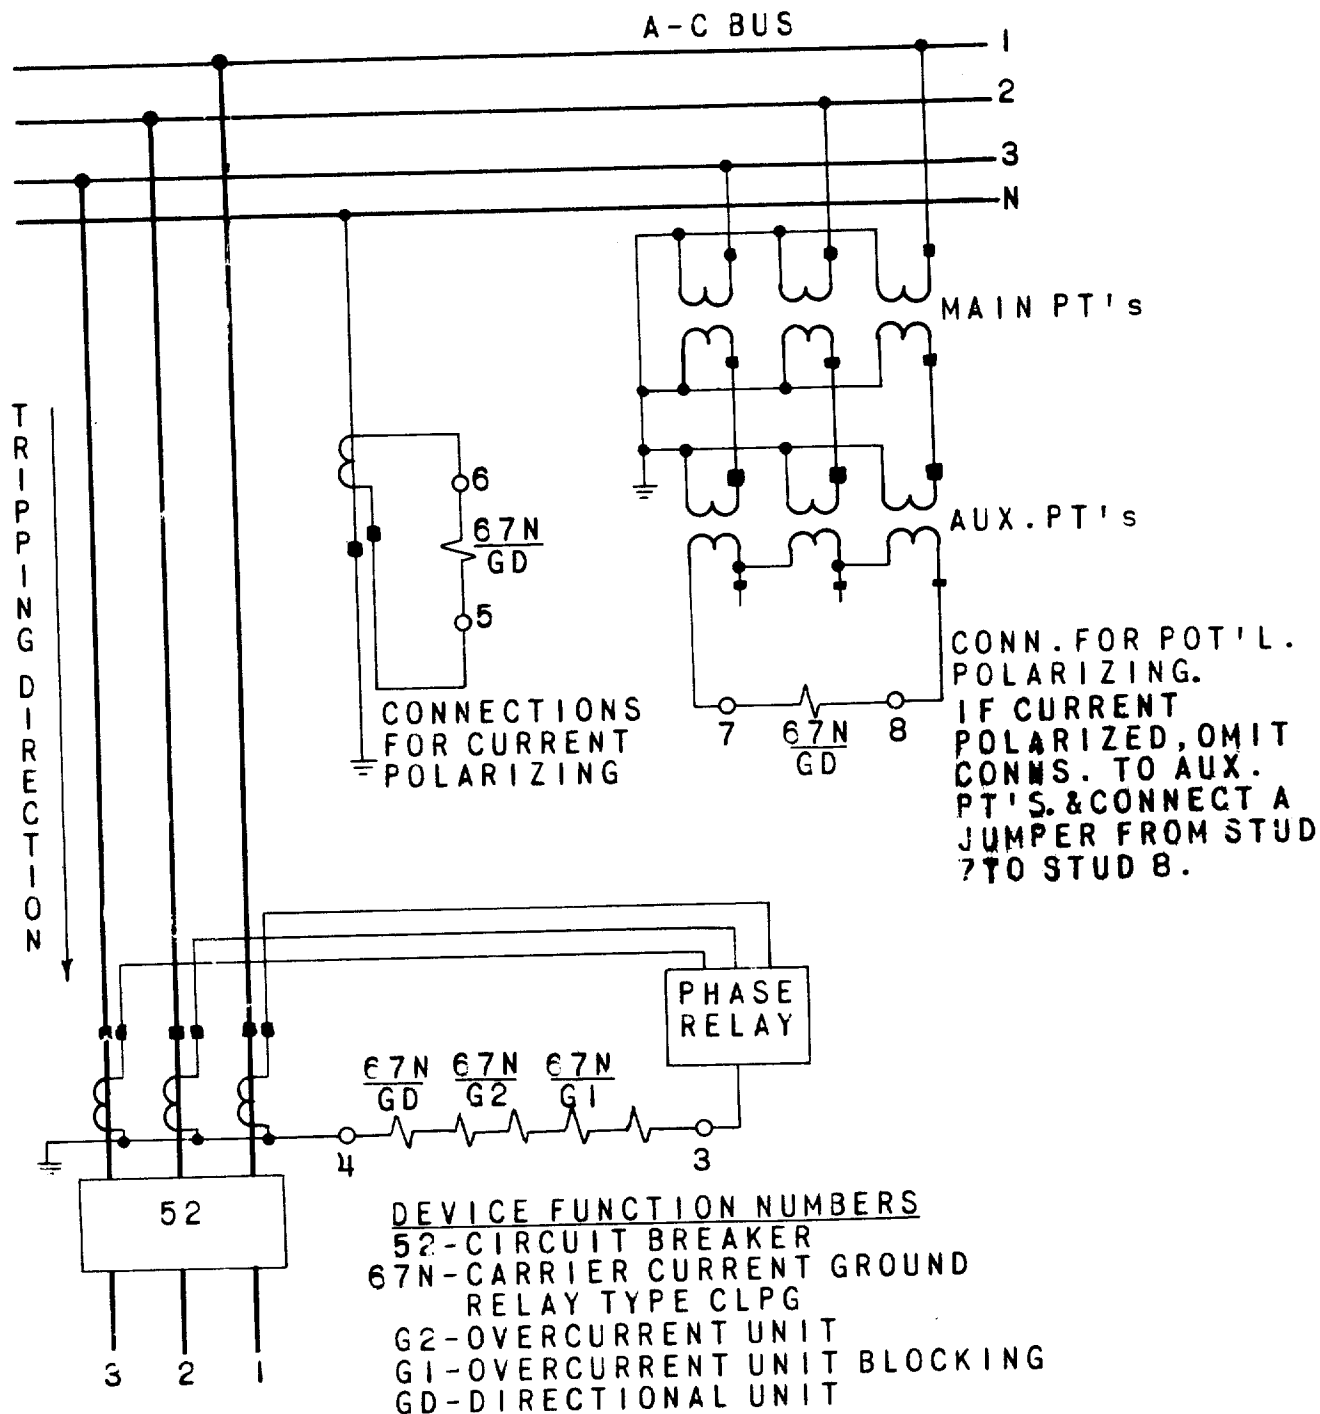 A-C BUS
1
2
3
N
MAIN PT's
TRIPPING DIRECTION
6
67N
GD
5
AUX. PT's
CONNECTIONS
FOR CURRENT
POLARIZING
7
67N
GD
8
CONN. FOR POT'L.
POLARIZING.
IF CURRENT
POLARIZED, OMIT
CONNS. TO AUX.
PT'S. & CONNECT A
JUMPER FROM STUD
7 TO STUD 8.
PHASE
RELAY
67N
GD
67N
G2
67N
G1
4
3
52
DEVICE FUNCTION NUMBERS
52-CIRCUIT BREAKER
67N-CARRIER CURRENT GROUND
RELAY TYPE CLPG
G2-OVERCURRENT UNIT
G1-OVERCURRENT UNIT BLOCKING
GD-DIRECTIONAL UNIT
3
2
1